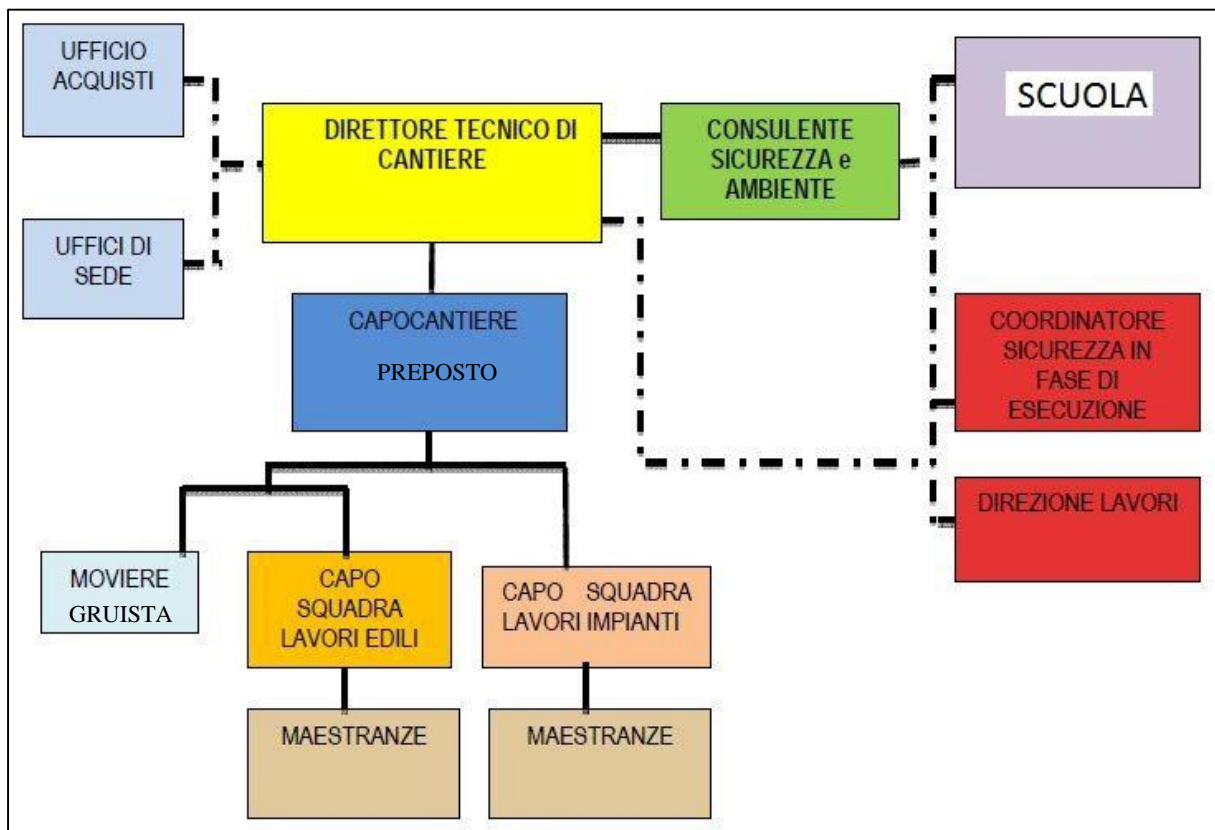 UFFICIO
ACQUISTI
DIRETTORE TECNICO DI
CANTIERE
CONSULENTE
SICUREZZA e
AMBIENTE
SCUOLA
UFFICI DI
SEDE
CAPOCANTIERE
PREPOSTO
COORDINATORE
SICUREZZA IN
FASE DI
ESECUZIONE
DIREZIONE LAVORI
MOVIERE
GRUISTA
CAPO
SQUADRA
LAVORI EDILI
CAPO SQUADRA
LAVORI IMPIANTI
MAESTRANZE
MAESTRANZE